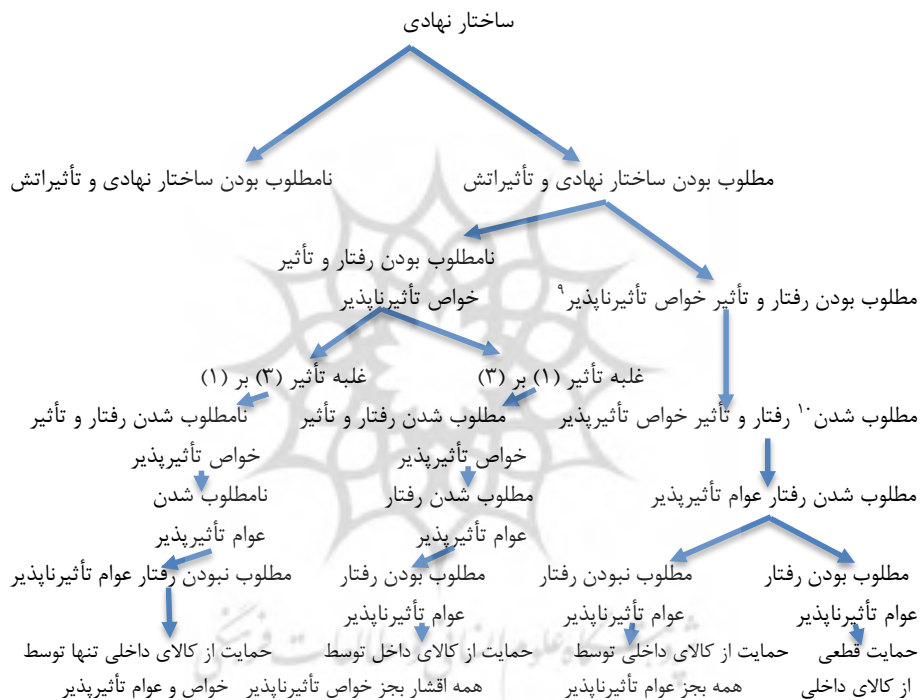 ساختار نهادی
مطلوب بودن ساختار نهادی و تأثیراتش
نامطلوب بودن ساختار نهادی و تأثیراتش
مطلوب بودن رفتار و تأثیر خواص تأثیرناپذیر⁹
نامطلوب بودن رفتار و تأثیر
خواص تأثیرناپذیر
غلبه تأثیر (۱) بر (۳)
غلبه تأثیر (۳) بر (۱)
مطلوب شدن¹⁰ رفتار و تأثیر خواص تأثیرپذیر
مطلوب شدن رفتار و تأثیر
خواص تأثیرپذیر
نامطلوب شدن رفتار و تأثیر
خواص تأثیرپذیر
مطلوب شدن رفتار عوام تأثیرپذیر
مطلوب شدن رفتار
عوام تأثیرپذیر
نامطلوب شدن
عوام تأثیرپذیر
مطلوب بودن رفتار
عوام تأثیرناپذیر
مطلوب نبودن رفتار
عوام تأثیرناپذیر
مطلوب بودن رفتار
عوام تأثیرناپذیر
مطلوب نبودن رفتار عوام تأثیرناپذیر
حمایت قطعی
از کالای داخلی
حمایت از کالای داخلی توسط
همه بجز عوام تأثیرناپذیر
حمایت از کالای داخل توسط
همه اقشار بجز خواص تأثیرناپذیر
حمایت از کالای داخلی تنها توسط
خواص و عوام تأثیرپذیر